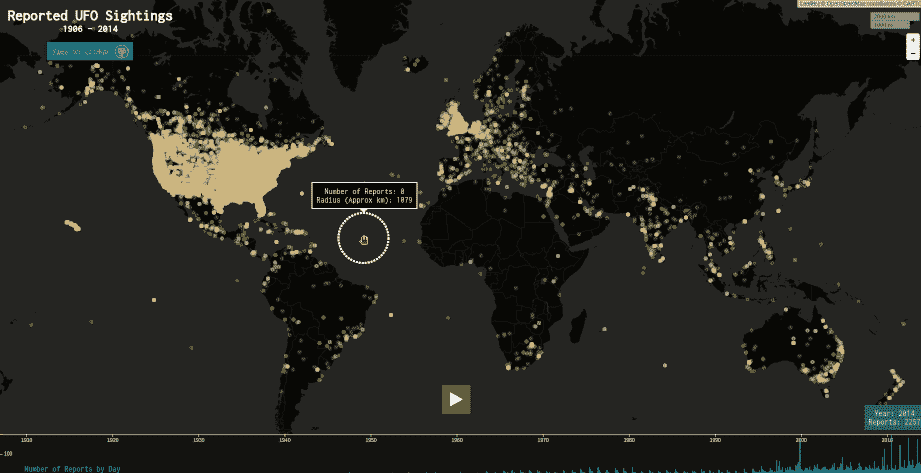 Reported UFO Sightings
1906 - 2014
+
−
Number of Reports: 0
Radius (Approx km): 1079
Year: 2014
Reports: 2257
1910
1920
1930
1940
1950
1960
1970
1980
1990
2000
2010
100
Number of Reports by Day